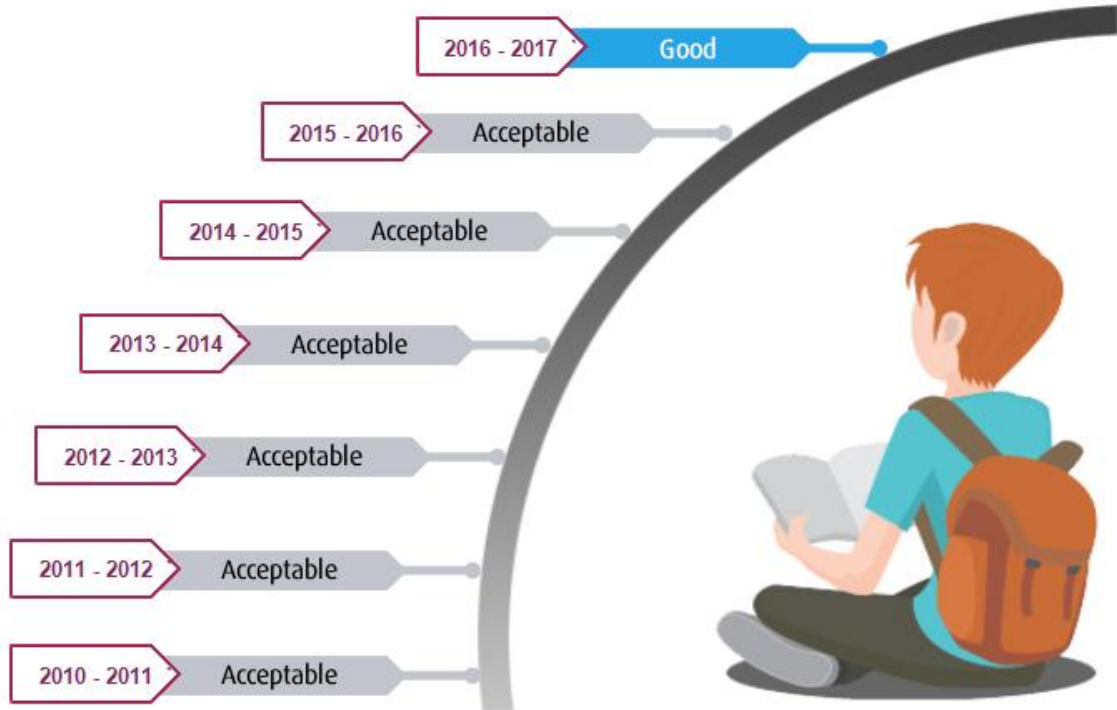 2016 - 2017 Good
2015 - 2016 Acceptable
2014 - 2015 Acceptable
2013 - 2014 Acceptable
2012 - 2013 Acceptable
2011 - 2012 Acceptable
2010 - 2011 Acceptable